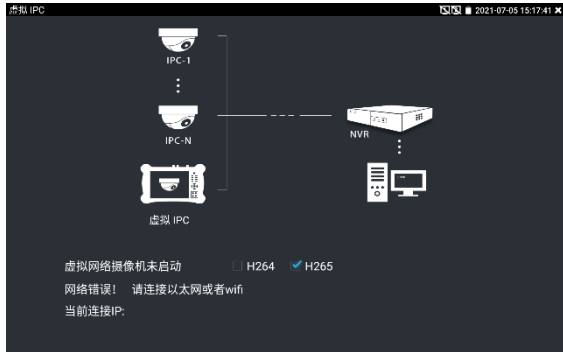 虚拟 IPC
2021-07-05 15:17:41
IPC-1
IPC-N
NVR
虚拟 IPC
虚拟网络摄像机未启动 H264 H265
网络错误! 请连接以太网或者wifi
当前连接IP: